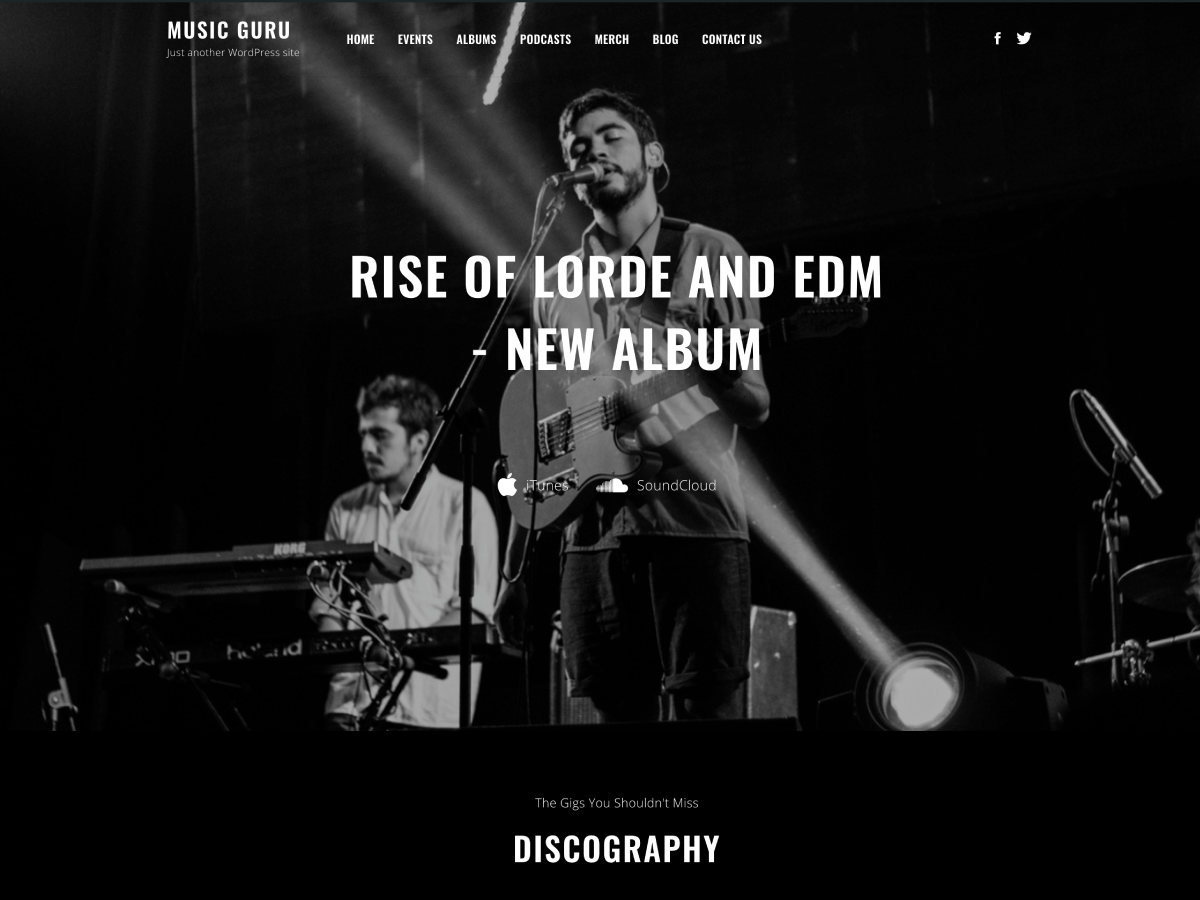 MUSIC GURU
Just another WordPress site
HOME EVENTS ALBUMS PODCASTS MERCH BLOG CONTACT US
RISE OF LORDE AND EDM
- NEW ALBUM
iTunes SoundCloud
KORG
The Gigs You Shouldn't Miss
DISCOGRAPHY